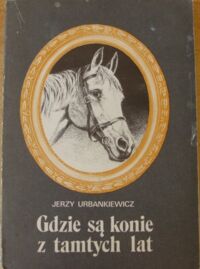 JERZY URBANKIEWICZ
Gdzie są konie
z tamtych lat